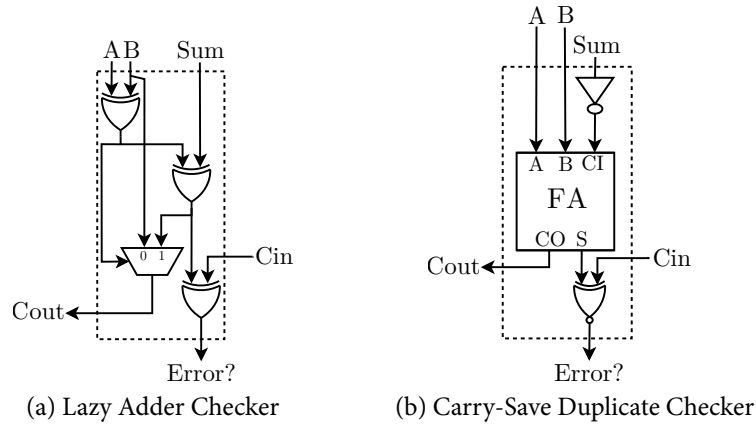 A B Sum
0 1
Cin
Cout
Error?
(a) Lazy Adder Checker
A B
Sum
A B CI
FA
CO S
Cout
Cin
Error?
(b) Carry-Save Duplicate Checker